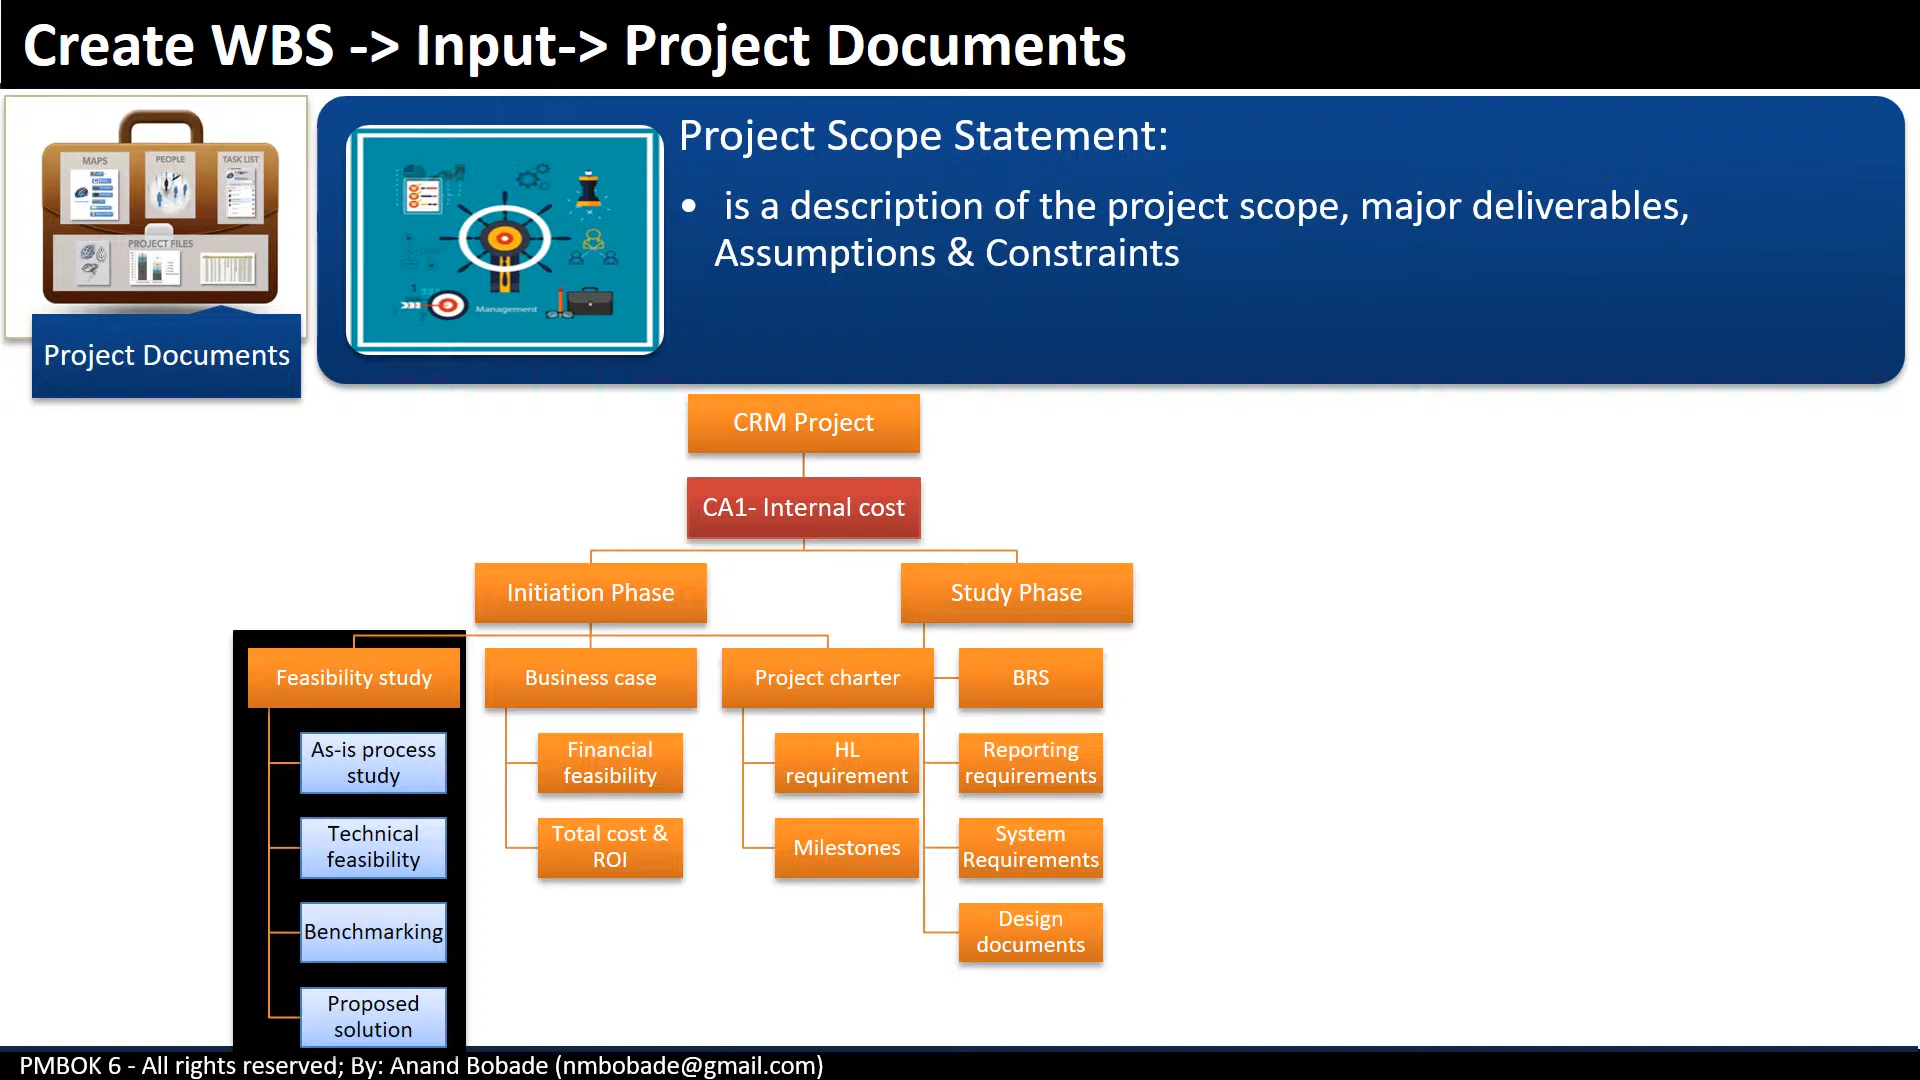 Create WBS -> Input-> Project Documents
MAPS
PEOPLE
TASK LIST
PROJECT FILES
Project Documents
Management
Project Scope Statement:
• is a description of the project scope, major deliverables,
Assumptions & Constraints
CRM Project
CA1- Internal cost
Initiation Phase
Study Phase
Feasibility study
Business case
Project charter
BRS
As-is process
study
Financial
feasibility
HL
requirement
Reporting
requirements
Technical
feasibility
Total cost &
ROI
Milestones
System
Requirements
Benchmarking
Design
documents
Proposed
solution
PMBOK 6 - All rights reserved; By: Anand Bobade (nmbobade@gmail.com)